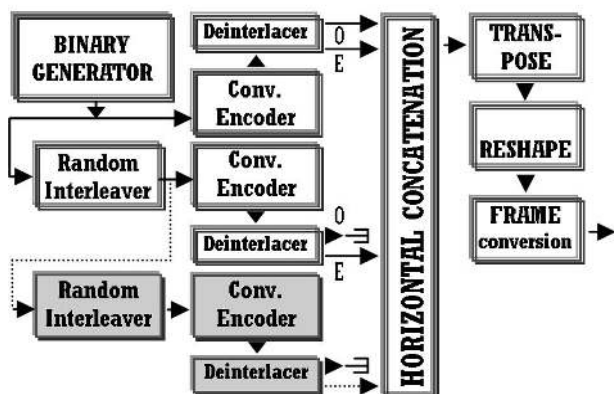 BINARY
GENERATOR
Deinterlacer
O
E
Conv.
Encoder
Random
Interleaver
Conv.
Encoder
Deinterlacer
O
E
Random
Interleaver
Conv.
Encoder
Deinterlacer
HORIZONTAL CONCATENATION
TRANS-
POSE
RESHAPE
FRAME
conversion